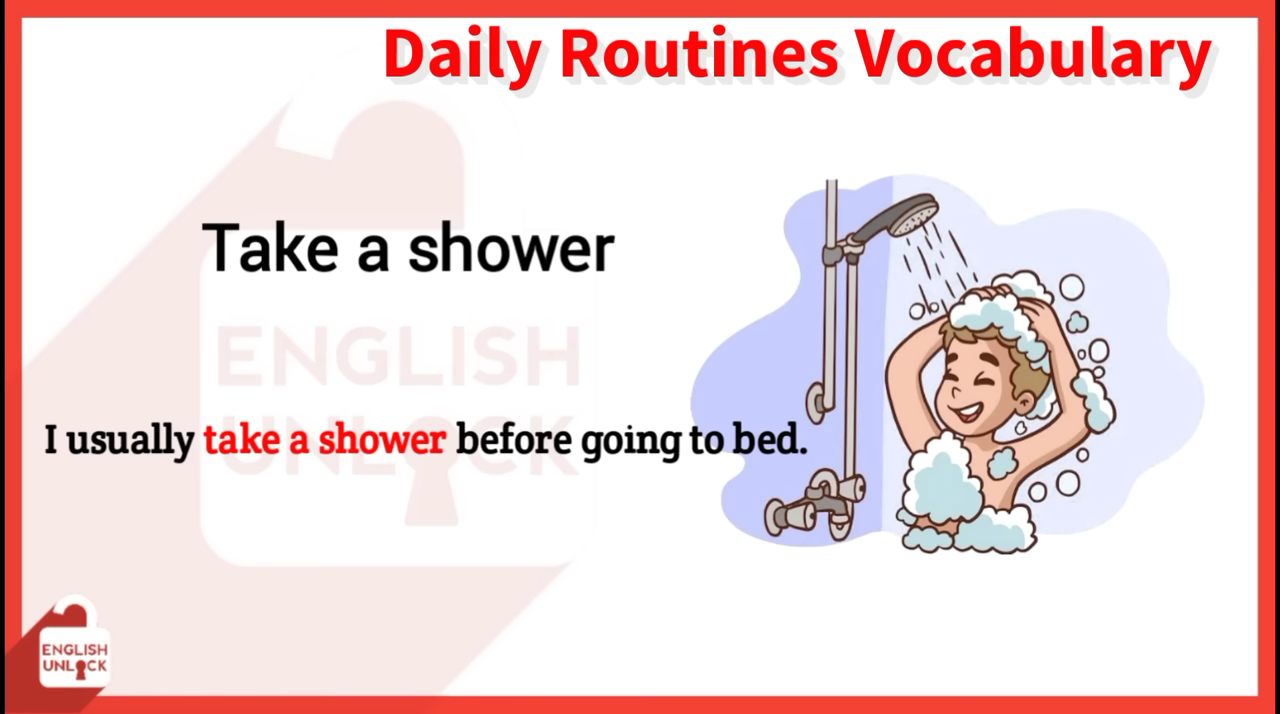 Daily Routines Vocabulary
Take a shower
ENGLISH
UNLOCK
I usually take a shower before going to bed.
ENGLISH
UNLOCK